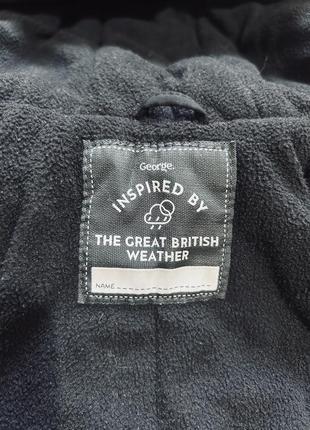 George.
INSPIRED BY
THE GREAT BRITISH
WEATHER
NAME